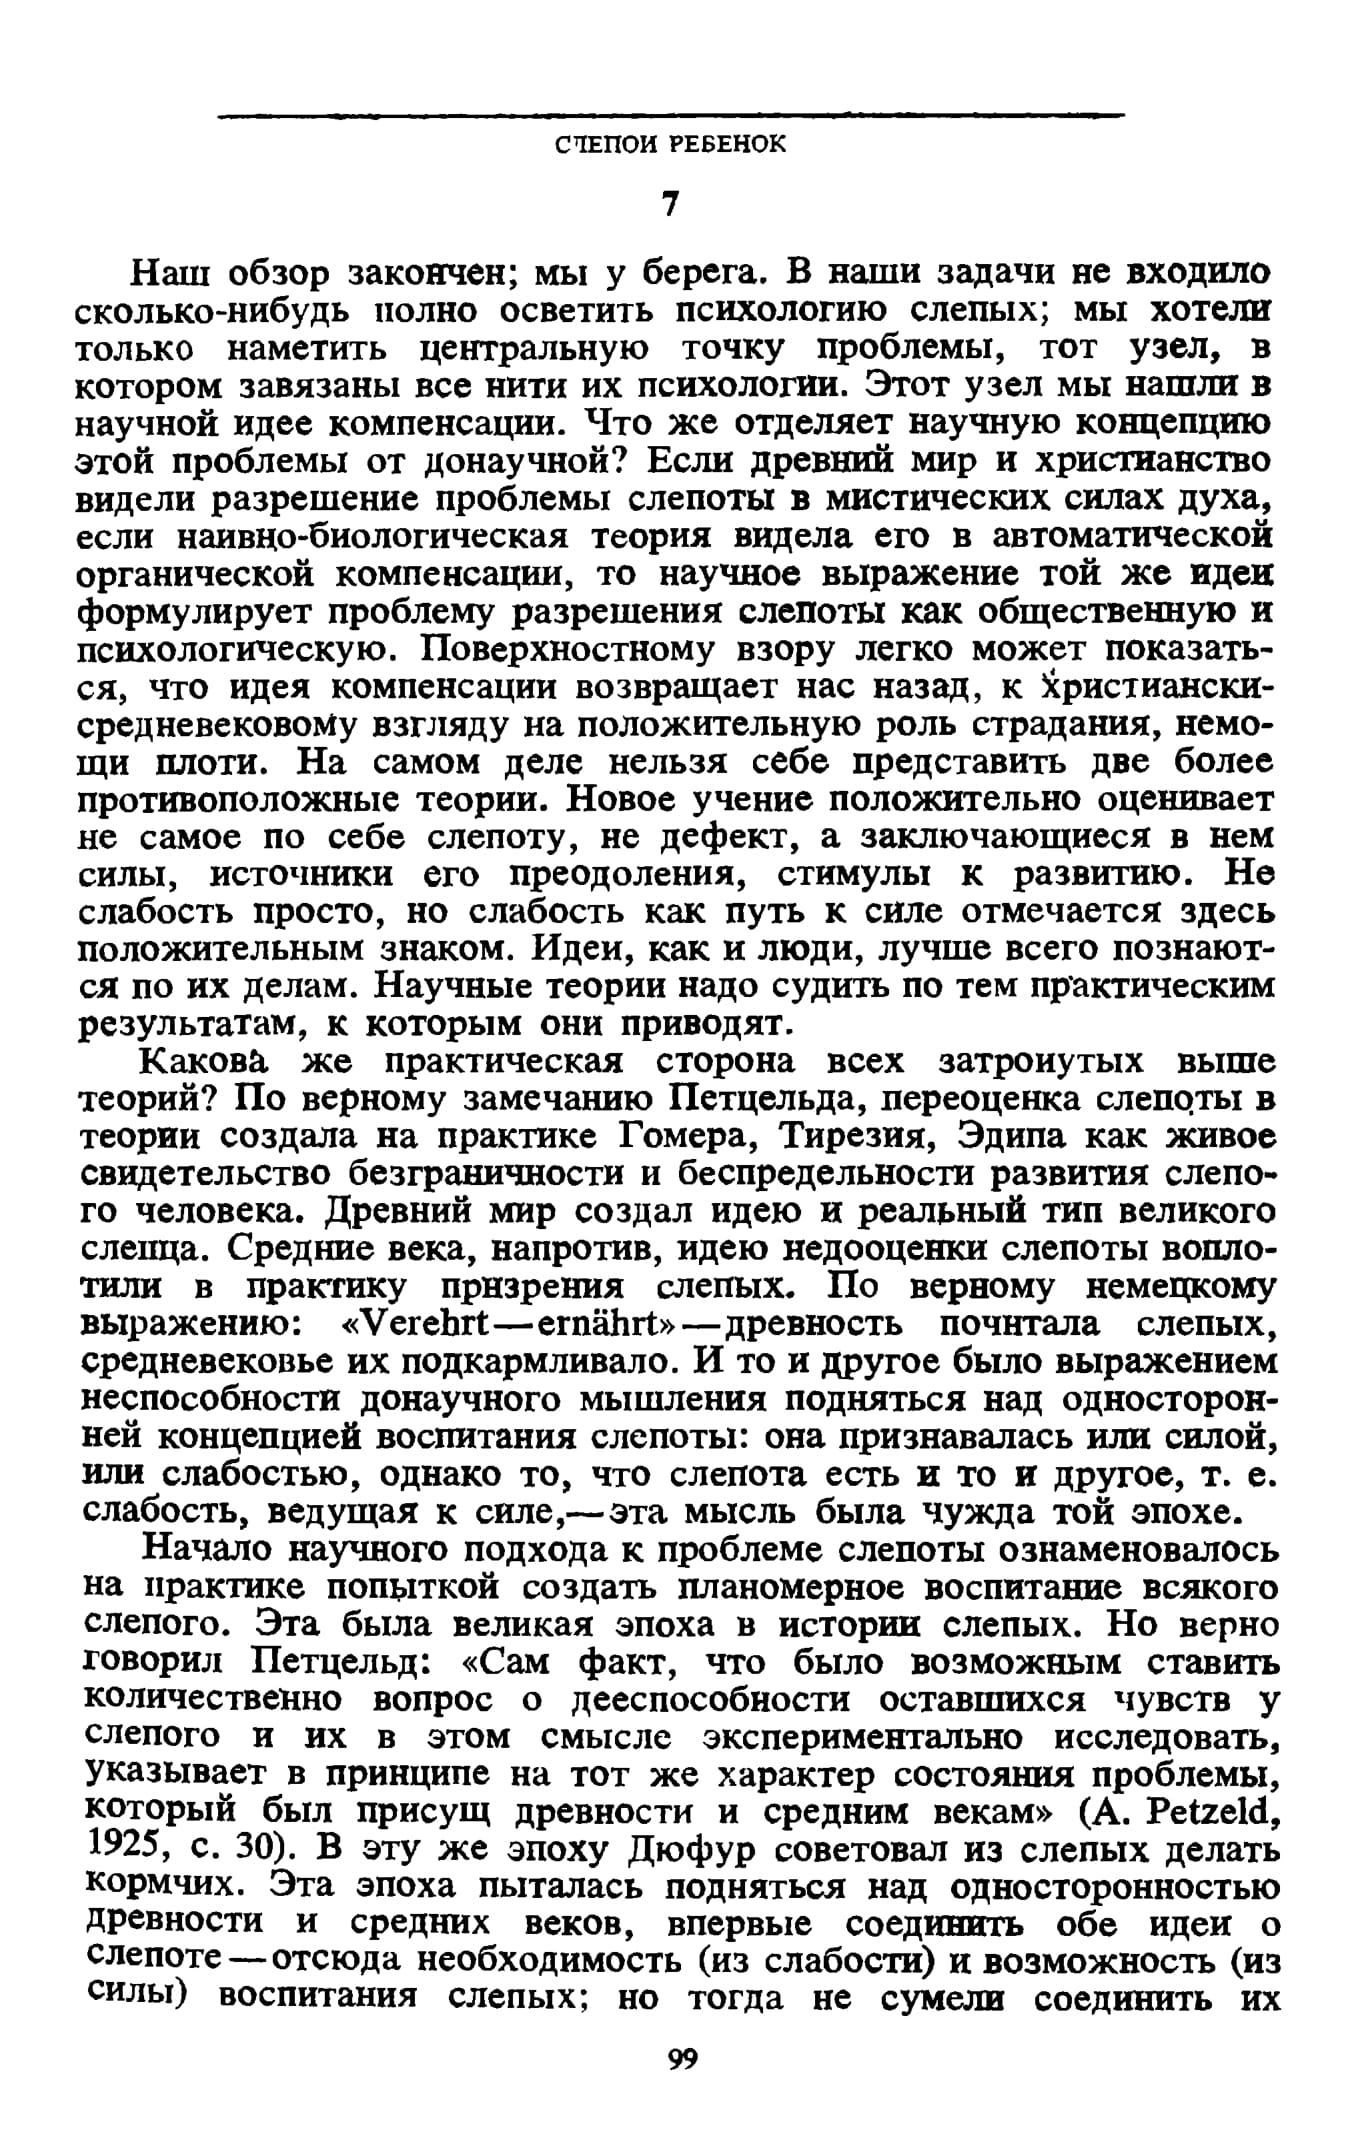 СЛЕПОЙ РЕБЕНОК
7
Наш обзор закончен; мы у берега. В наши задачи не входило
сколько-нибудь полно осветить психологию слепых; мы хотели
только наметить центральную точку проблемы, тот узел, в
котором завязаны все нити их психологии. Этот узел мы нашли в
научной идее компенсации. Что же отделяет научную концепцию
этой проблемы от донаучной? Если древний мир и христианство
видели разрешение проблемы слепоты в мистических силах духа,
если наивно-биологическая теория видела его в автоматической
органической компенсации, то научное выражение той же идеи
формулирует проблему разрешения слепоты как общественную и
психологическую. Поверхностному взору легко может показать-
ся, что идея компенсации возвращает нас назад, к христиански-
средневековому взгляду на положительную роль страдания, немо-
щи плоти. На самом деле нельзя себе представить две более
противоположные теории. Новое учение положительно оценивает
не самое по себе слепоту, не дефект, а заключающиеся в нем
силы, источники его преодоления, стимулы к развитию. Не
слабость просто, но слабость как путь к силе отмечается здесь
положительным знаком. Идеи, как и люди, лучше всего познают-
ся по их делам. Научные теории надо судить по тем практическим
результатам, к которым они приводят.
Какова же практическая сторона всех затронутых выше
теорий? По верному замечанию Петцельда, переоценка слепоты в
теории создала на практике Гомера, Тирезия, Эдипа как живое
свидетельство безграничности и беспредельности развития слепо-
го человека. Древний мир создал идею и реальный тип великого
слепца. Средние века, напротив, идею недооценки слепоты вопло-
тили в практику призрения слепых. По верному немецкому
выражению: «Verehrt—ernährt»—древность почитала слепых,
средневековье их подкармливало. И то и другое было выражением
неспособности донаучного мышления подняться над односторон-
ней концепцией воспитания слепоты: она признавалась или силой,
или слабостью, однако то, что слепота есть и то и другое, т. е.
слабость, ведущая к силе,—эта мысль была чужда той эпохе.
Начало научного подхода к проблеме слепоты ознаменовалось
на практике попыткой создать планомерное воспитание всякого
слепого. Эта была великая эпоха в истории слепых. Но верно
говорил Петцельд: «Сам факт, что было возможным ставить
количественно вопрос о дееспособности оставшихся чувств у
слепого и их в этом смысле экспериментально исследовать,
указывает в принципе на тот же характер состояния проблемы,
который был присущ древности и средним векам» (A. Petzeld,
1925, с. 30). В эту же эпоху Дюфур советовал из слепых делать
кормчих. Эта эпоха пыталась подняться над односторонностью
древности и средних веков, впервые соединить обе идеи о
слепоте—отсюда необходимость (из слабости) и возможность (из
силы) воспитания слепых; но тогда не сумели соединить их
99